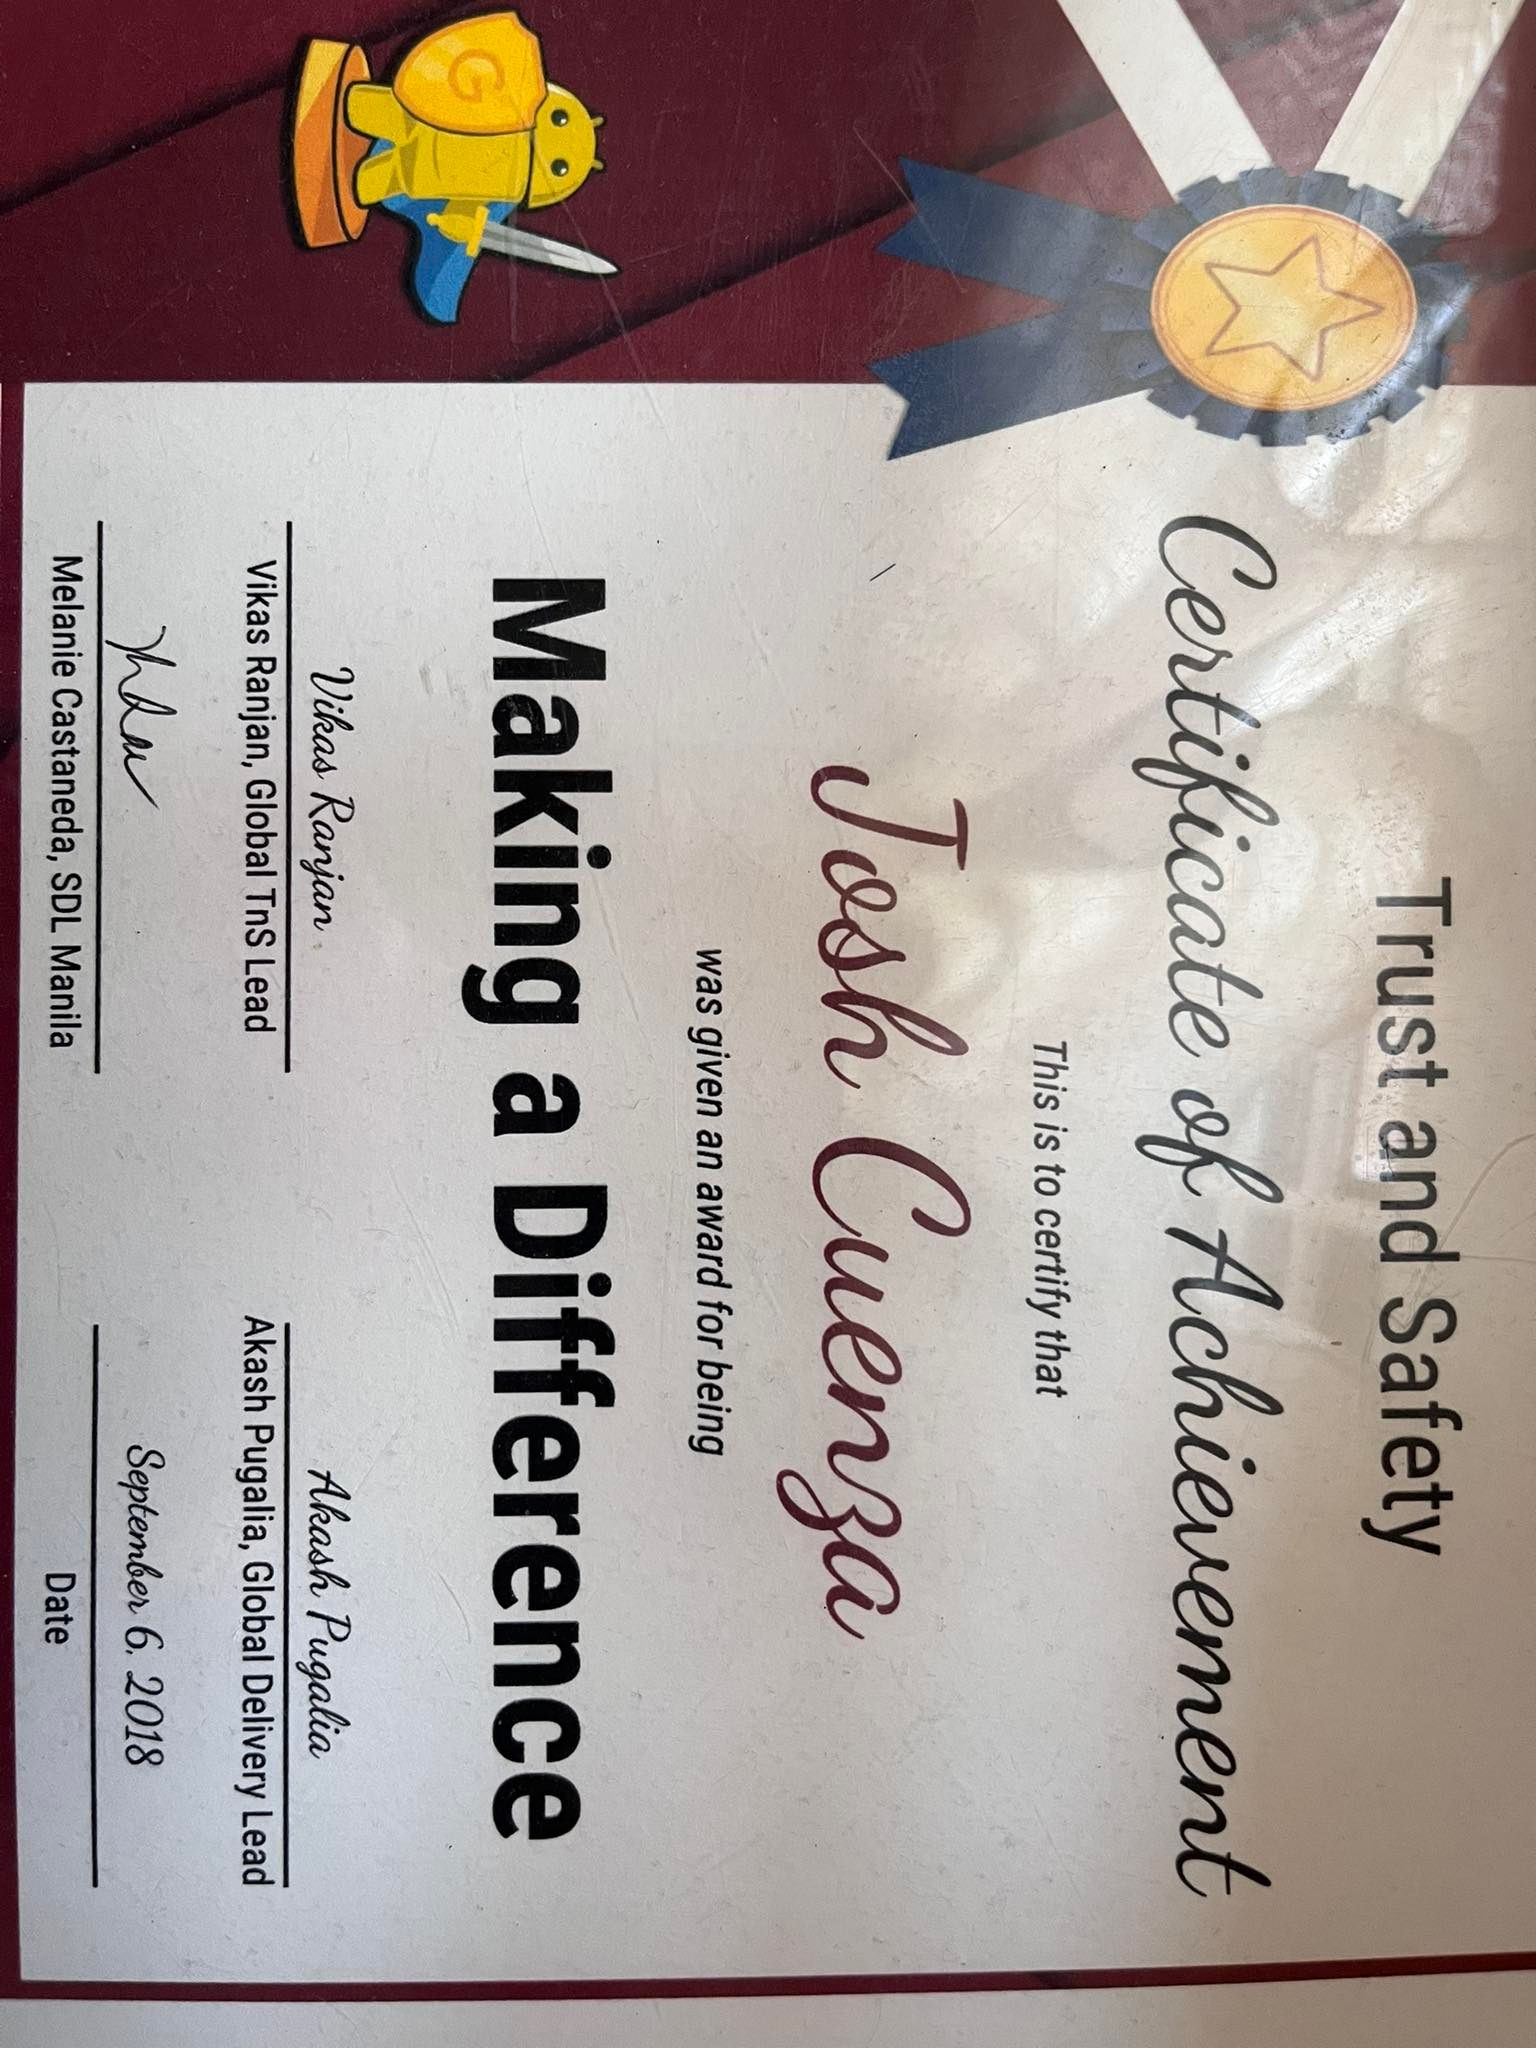 Trust and Safety
Certificate of Achievement
This is to certify that
Josh Cuenza
was given an award for being
Making a Difference
Vikas Ranjan
Vikas Ranjan, Global TnS Lead
Akash Pugalia
Akash Pugalia, Global Delivery Lead
Melanie Castaneda, SDL Manila
September 6, 2018
Date
G